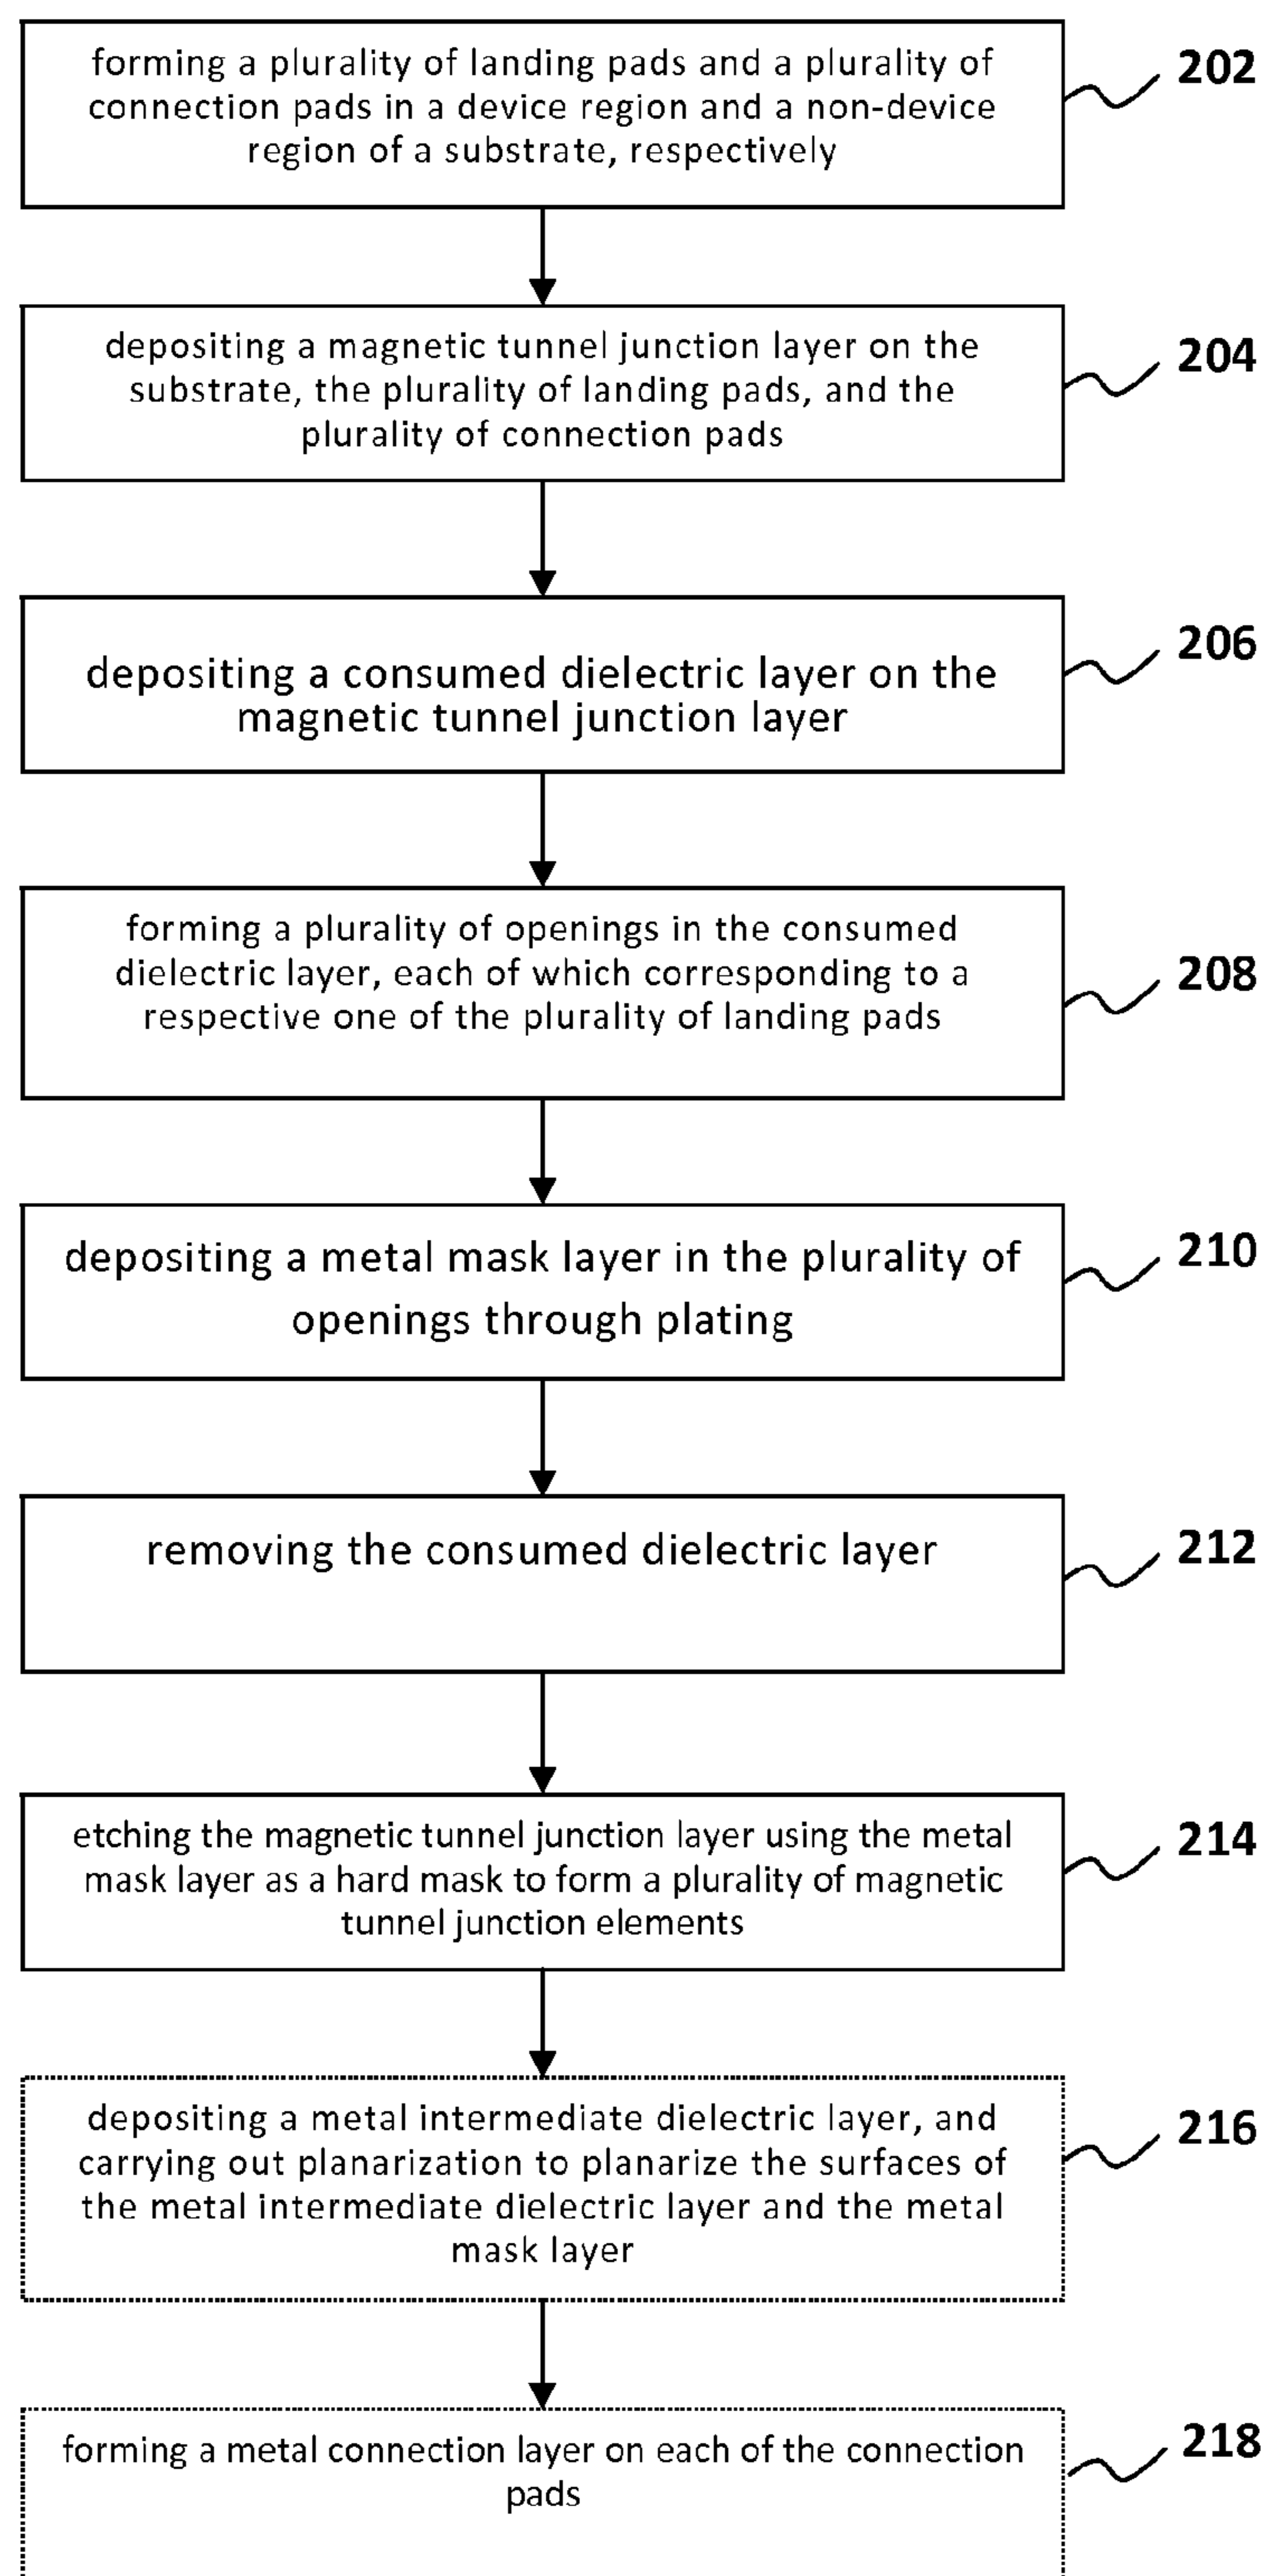 forming a plurality of landing pads and a plurality of
connection pads in a device region and a non-device
region of a substrate, respectively
202
depositing a magnetic tunnel junction layer on the
substrate, the plurality of landing pads, and the
plurality of connection pads
204
depositing a consumed dielectric layer on the
magnetic tunnel junction layer
206
forming a plurality of openings in the consumed
dielectric layer, each of which corresponding to a
respective one of the plurality of landing pads
208
depositing a metal mask layer in the plurality of
openings through plating
210
removing the consumed dielectric layer
212
etching the magnetic tunnel junction layer using the metal
mask layer as a hard mask to form a plurality of magnetic
tunnel junction elements
214
depositing a metal intermediate dielectric layer, and
carrying out planarization to planarize the surfaces of
the metal intermediate dielectric layer and the metal
mask layer
216
forming a metal connection layer on each of the connection
pads
218